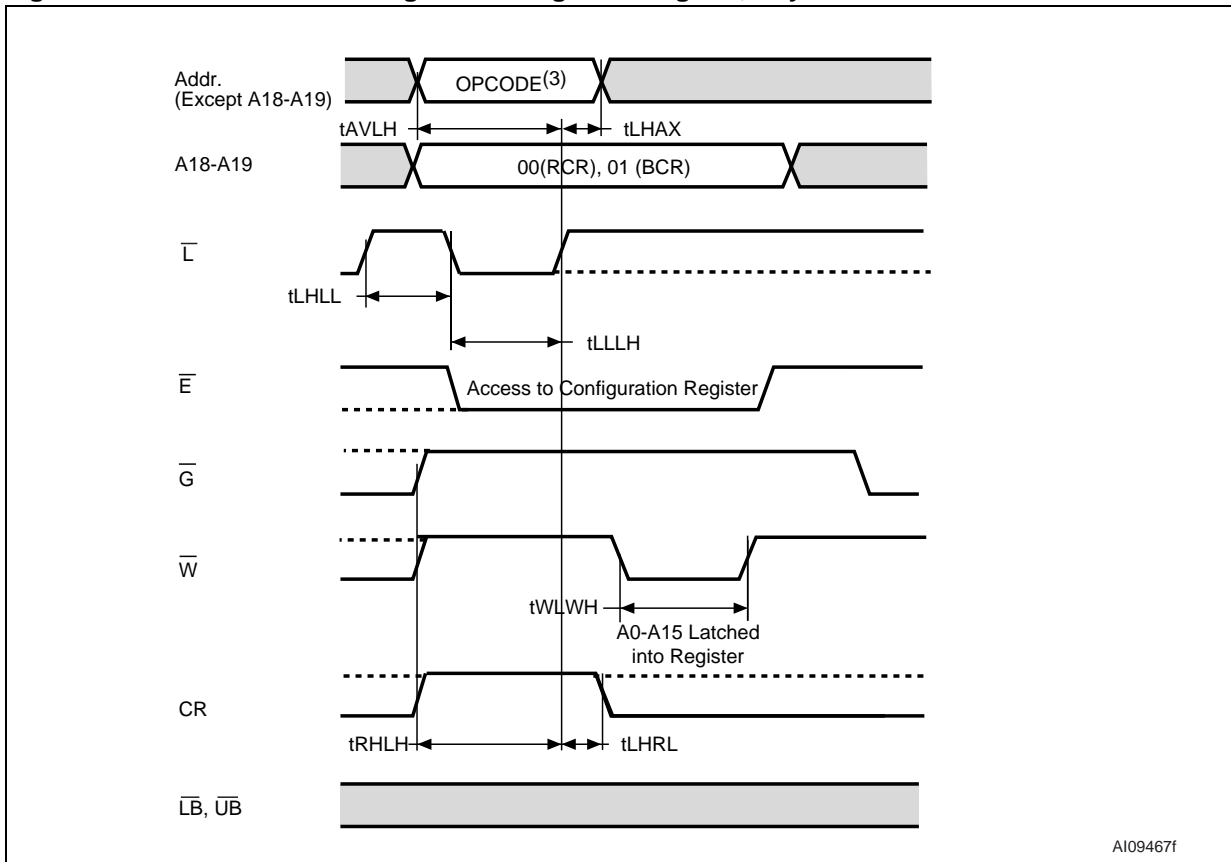 Addr.
(Except A18-A19)
OPCODE(3)
tAVLH
tLHAX
A18-A19
00(RCR), 01 (BCR)
L
tLHLL
tLLLH
E
Access to Configuration Register
G
W
tWLWH
A0-A15 Latched
into Register
CR
tRHLH
tLHRL
LB, UB
AI09467f